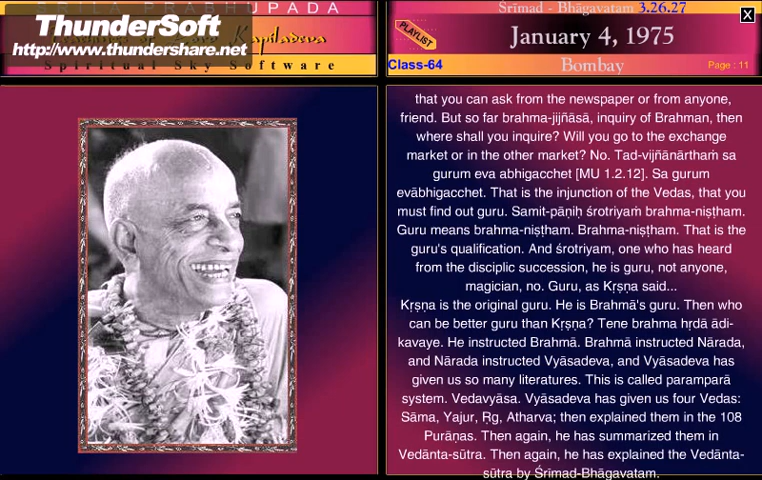 SRILA PRABHUPADA
ThunderSoft
http://www.thundershare.net
Kapiladeva
Spiritual Sky Software
Śrīmad - Bhāgavatam 3.26.27
X
PLAYLIST
January 4, 1975
Class-64
Bombay
Page : 11
that you can ask from the newspaper or from anyone,
friend. But so far brahma-jijñāsā, inquiry of Brahman, then
where shall you inquire? Will you go to the exchange
market or in the other market? No. Tad-vijñānārthaṁ sa
gurum eva abhigacchet [MU 1.2.12]. Sa gurum
evābhigacchet. That is the injunction of the Vedas, that you
must find out guru. Samit-pāṇiḥ śrotriyaṁ brahma-niṣṭham.
Guru means brahma-niṣṭham. Brahma-niṣṭham. That is the
guru's qualification. And śrotriyam, one who has heard
from the disciplic succession, he is guru, not anyone,
magician, no. Guru, as Kṛṣṇa said...
Kṛṣṇa is the original guru. He is Brahmā's guru. Then who
can be better guru than Kṛṣṇa? Tene brahma hṛdā ādi-
kavaye. He instructed Brahmā. Brahmā instructed Nārada,
and Nārada instructed Vyāsadeva, and Vyāsadeva has
given us so many literatures. This is called paramparā
system. Vedavyāsa. Vyāsadeva has given us four Vedas:
Sāma, Yajur, Ṛg, Atharva; then explained them in the 108
Purāṇas. Then again, he has summarized them in
Vedānta-sūtra. Then again, he has explained the Vedānta-
sūtra by Śrīmad-Bhāgavatam.